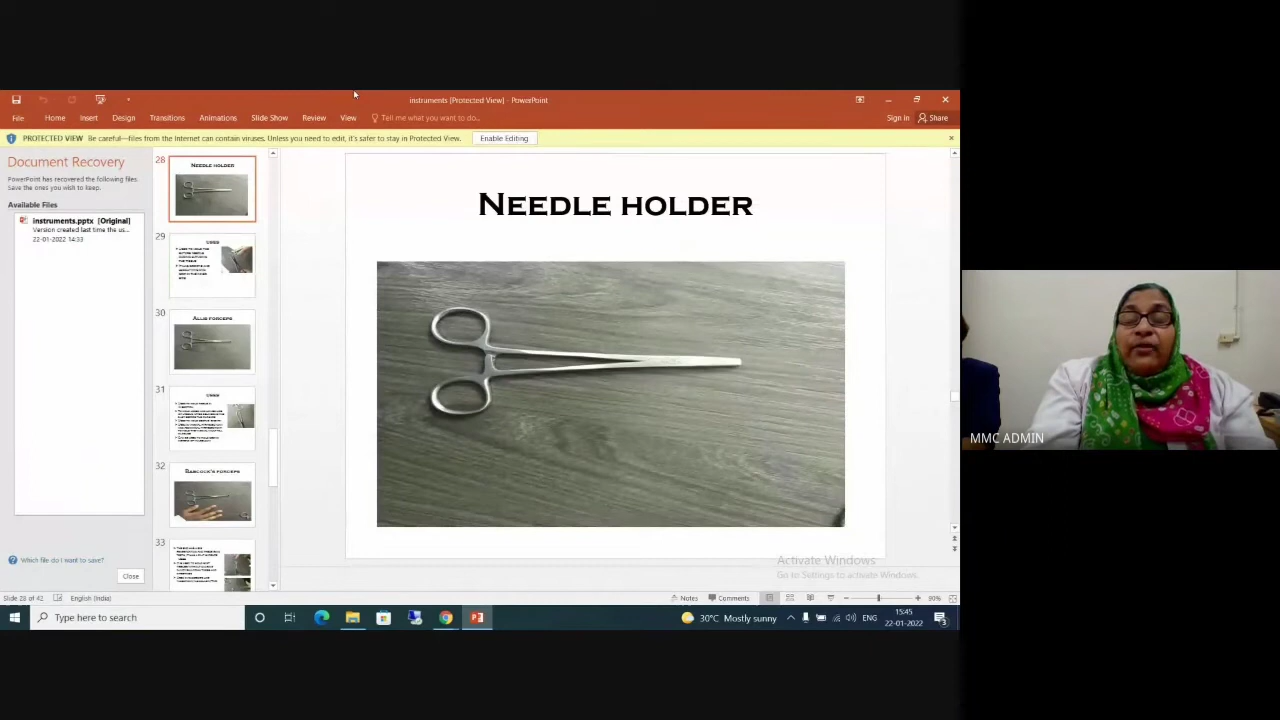 instruments [Protected View] - PowerPoint
File Home Insert Design Transitions Animations Slide Show Review View Tell me what you want to do... Sign in Share
PROTECTED VIEW Be careful—files from the Internet can contain viruses. Unless you need to edit, it's safer to stay in Protected View. Enable Editing
Document Recovery
PowerPoint has recovered the following files.
Save the ones you wish to keep.
Available Files
instruments.pptx [Original]
Version created last time the us...
22-01-2022 14:33
Which file do I want to save?
Close
28
NEEDLE HOLDER
29
USES
30
ALLIS FORCEPS
31
USES
32
BABCOCK'S FORCEPS
33
NEEDLE HOLDER
Activate Windows
Go to Settings to activate Windows.
MMC ADMIN
Slide 28 of 42 English (India) Notes Comments 90%
Type here to search 30°C Mostly sunny ENG 15:45
22-01-2022
3